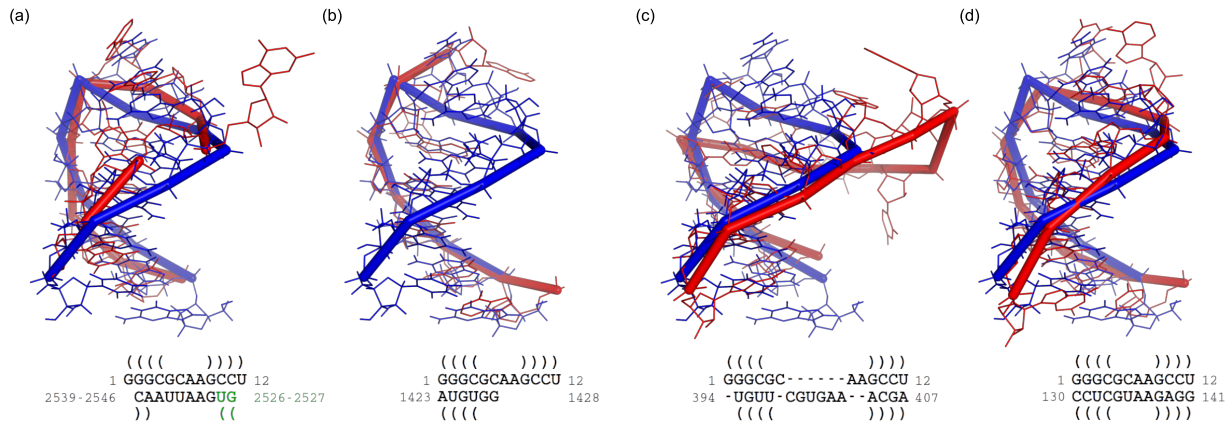 (a)
((((    ))))
1 GGGCGCAAGCCU 12
2539-2546 CAAUUAAGUG 2526-2527
))      ((
(b)
((((    ))))
1 GGGCGCAAGCCU 12
1423 AUGUGG 1428
((((
(c)
((((          ))))
1 GGGCGC------AAGCCU 12
394 -UGUU-CGUGAA--ACGA 407
((((          ))))
(d)
((((    ))))
1 GGGCGCAAGCCU 12
130 CCUCGUAAGAGG 141
((((    ))))